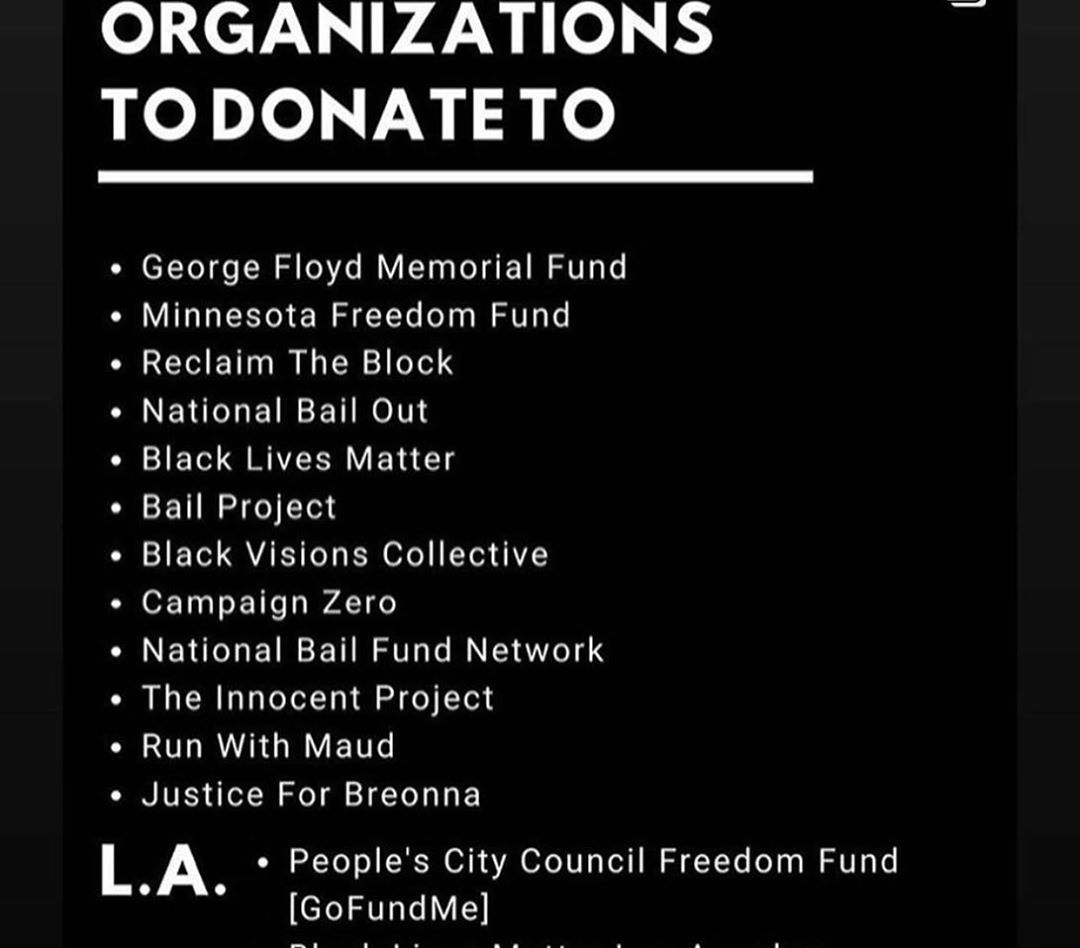 ORGANIZATIONS
TO DONATE TO
• George Floyd Memorial Fund
• Minnesota Freedom Fund
• Reclaim The Block
• National Bail Out
• Black Lives Matter
• Bail Project
• Black Visions Collective
• Campaign Zero
• National Bail Fund Network
• The Innocent Project
• Run With Maud
• Justice For Breonna
L.A. • People's City Council Freedom Fund
[GoFundMe]